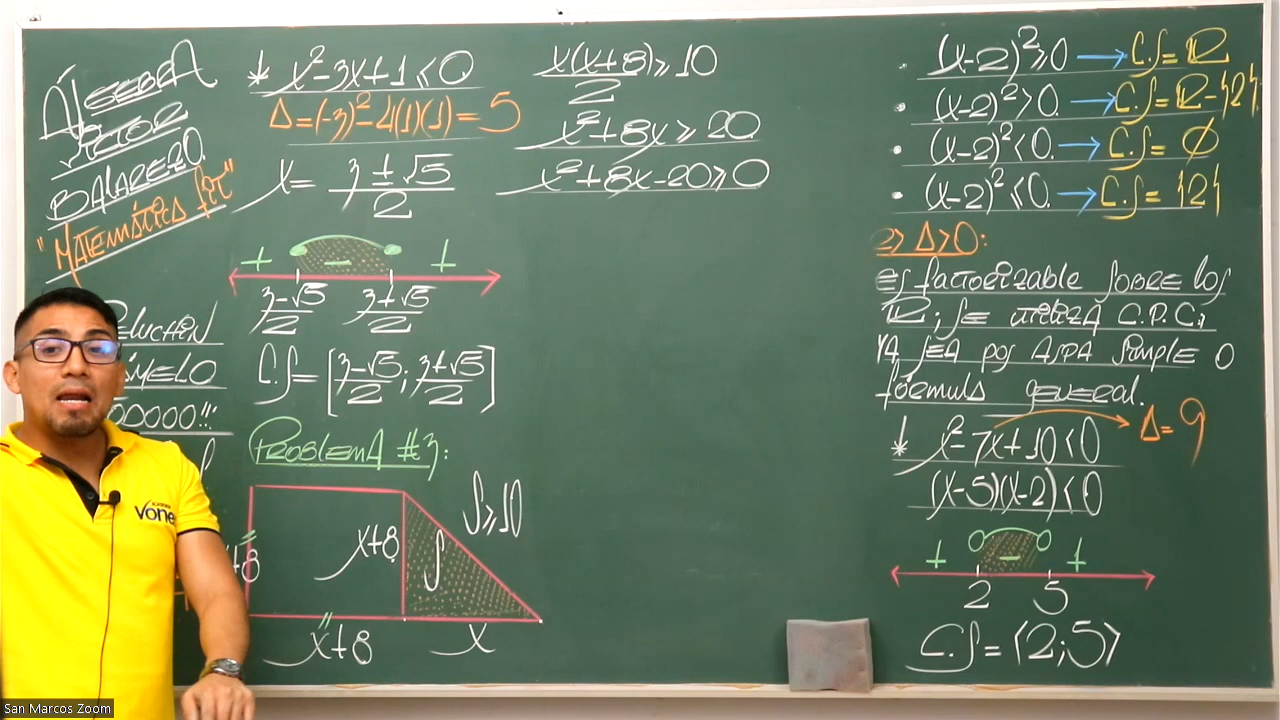 ÁLGEBRA
VICTOR
BALAREZO.
"MATEMÁTICA FIT"
x²-3x+1≤0
Δ=(-3)²-4(1)(1)=5
x= 3±√5
2
+ - +
3-√5 3+√5
2 2
C.S=[3-√5 ; 3+√5]
2 2
PROBLEMA #3:
x+8
S
S≥10
+8
x+8
x
x(x+8)≥10
2
x²+8x≥20
x²+8x-20≥0
(x-2)²≥0 → C.S=ℝ
(x-2)²>0. → C.S=ℝ-{2}.
(x-2)²<0. → C.S= ∅
(x-2)²≤0. → C.S= {2}
2> Δ>0:
Es factorizable sobre los
ℝ; se utiliza C.P.C;
ya sea por aspa simple o
fórmula general.
x²-7x+10<0 → Δ=9
(x-5)(x-2)<0
+ - +
2 5
C.S=⟨2;5⟩
Vone
San Marcos Zoom